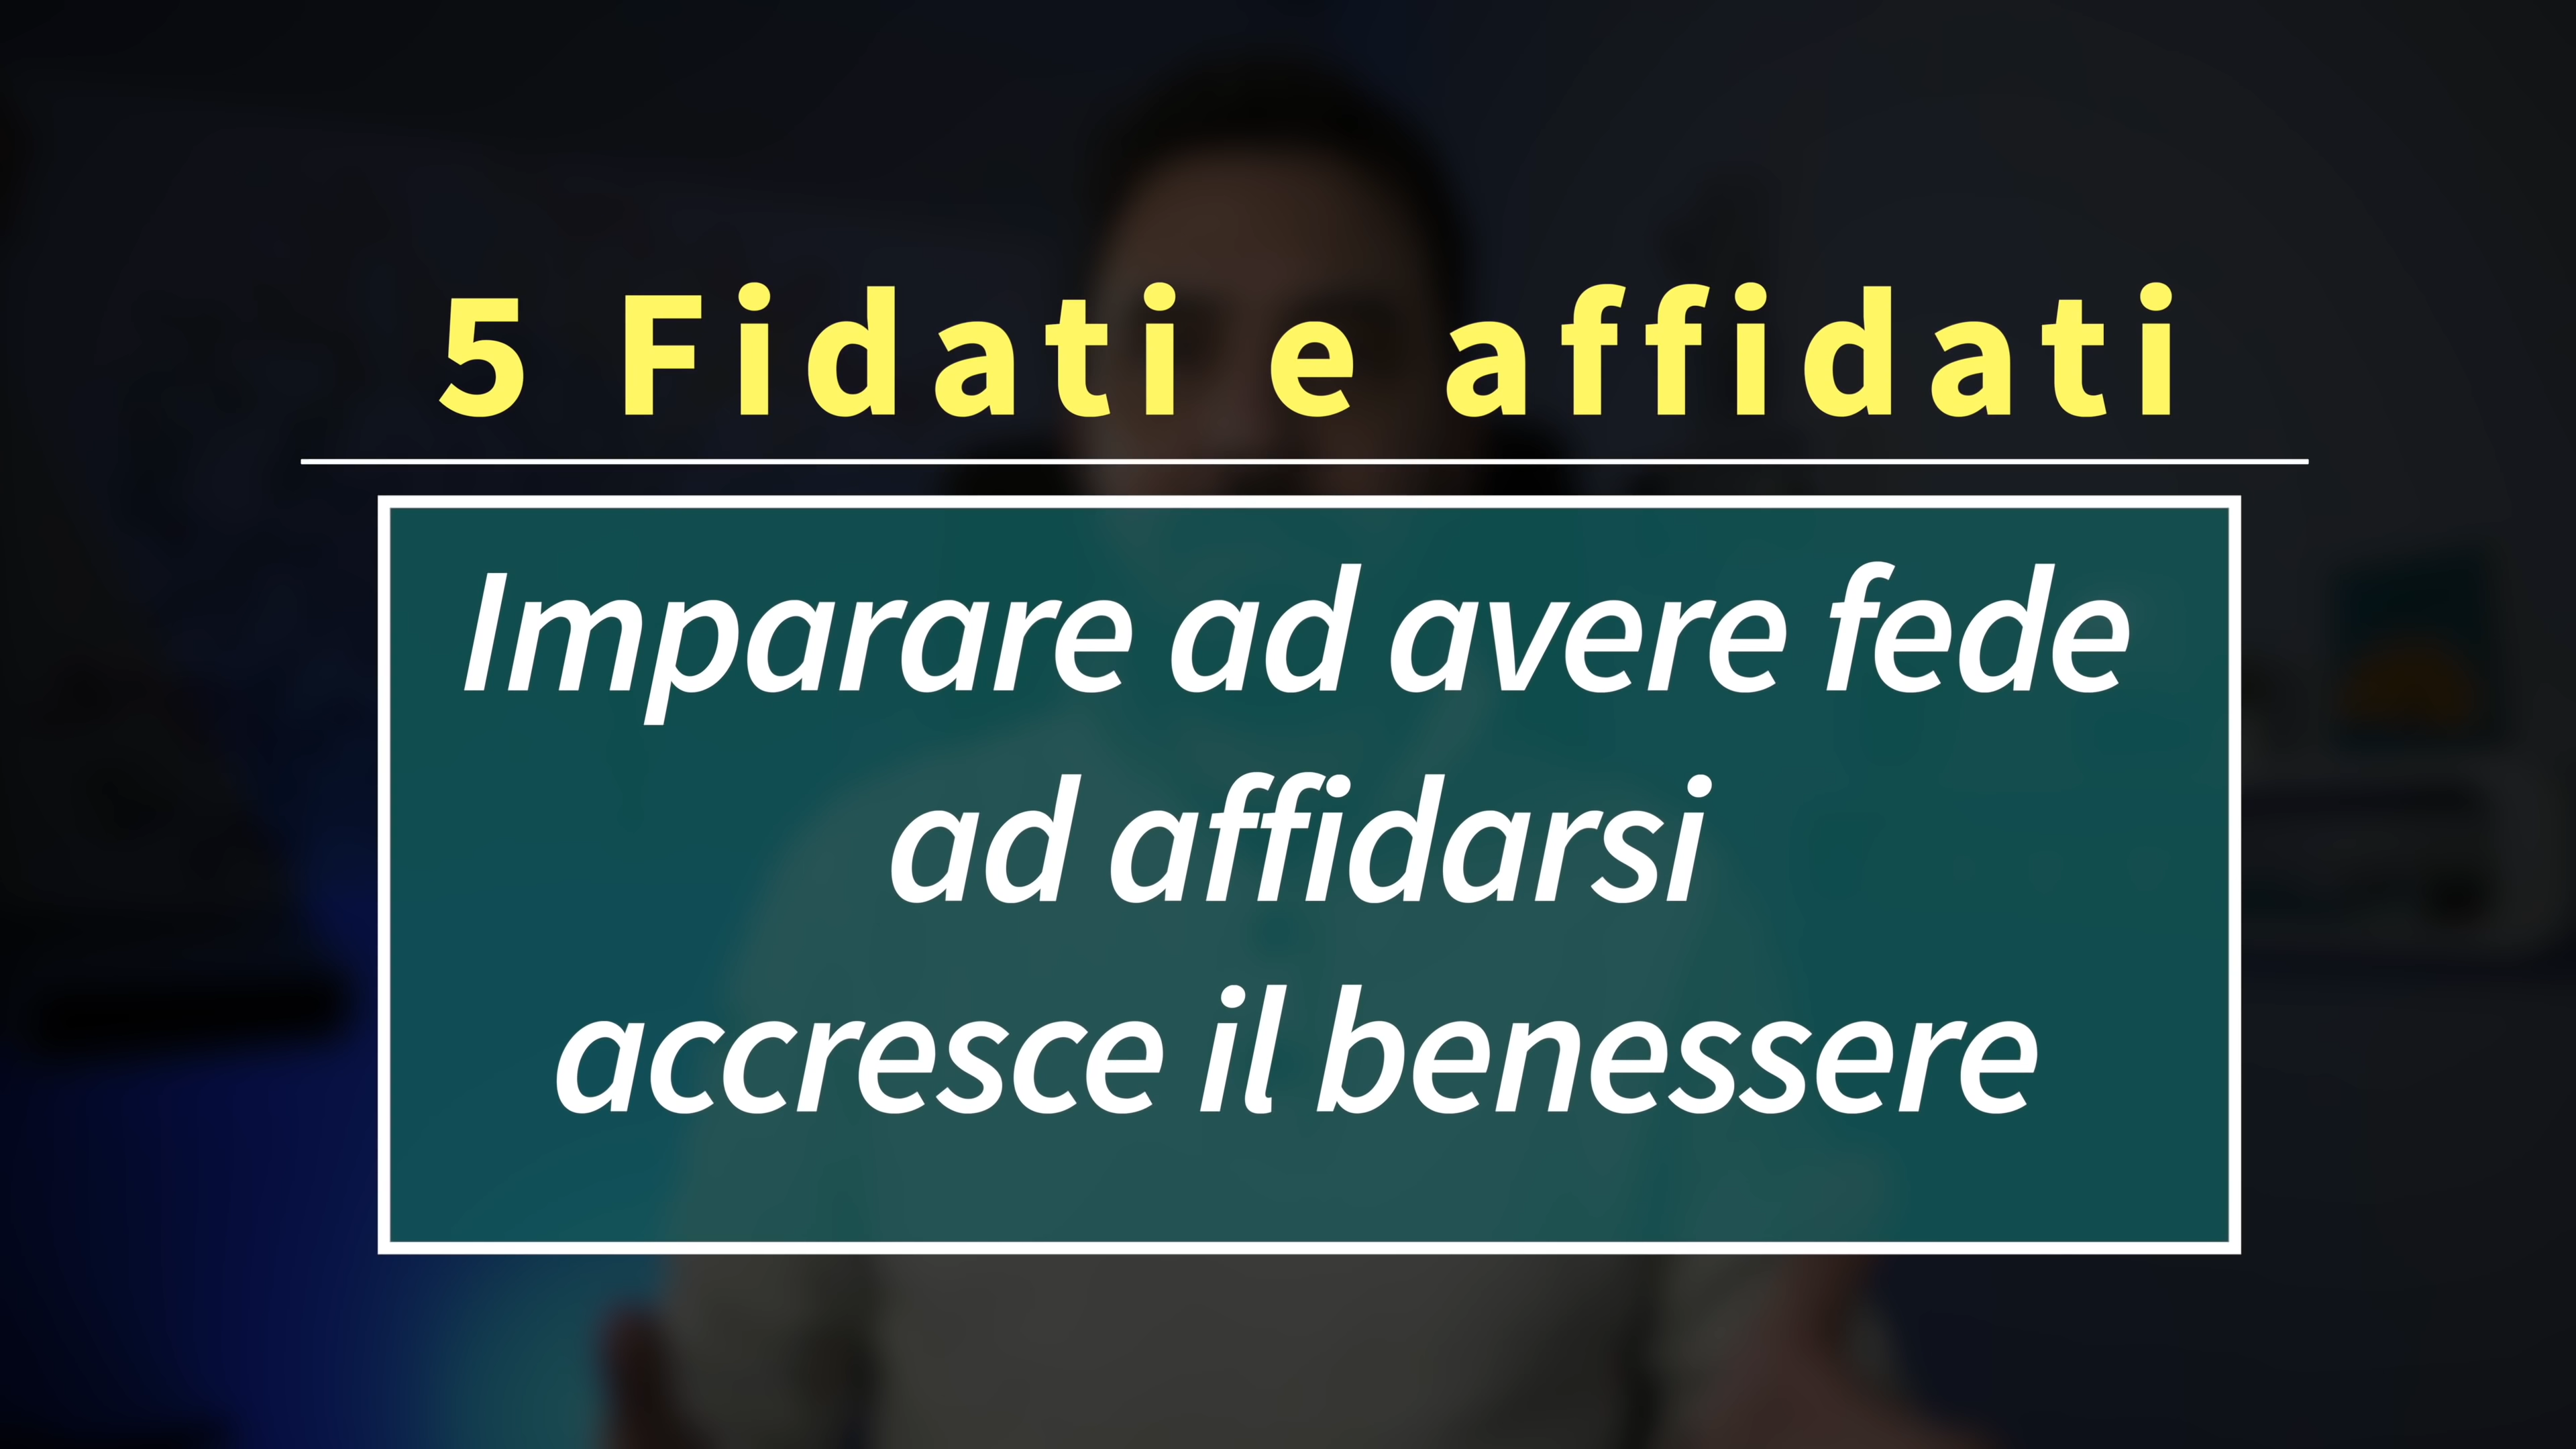 5 Fidati e affidati
Imparare ad avere fede
ad affidarsi
accresce il benessere